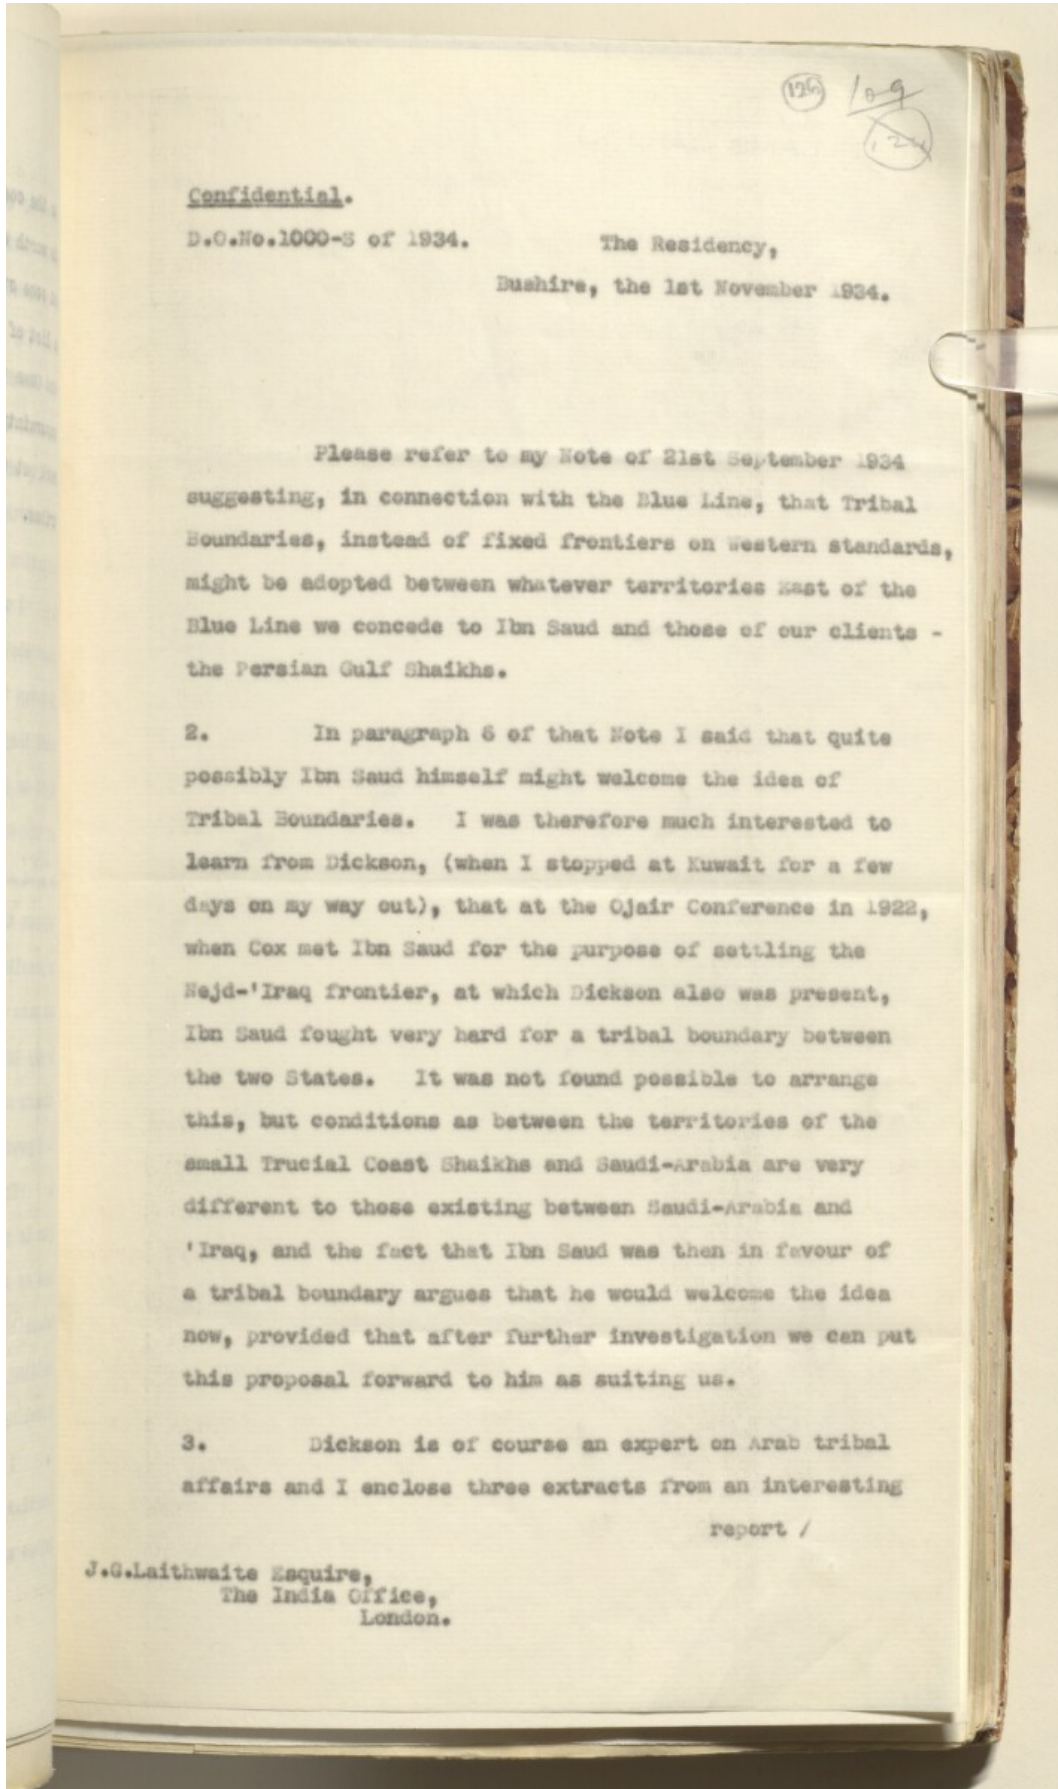 126
109
Confidential.
D.O.No.1000-S of 1934.
The Residency,
Bushire, the 1st November 1934.
Please refer to my Note of 21st September 1934
suggesting, in connection with the Blue Line, that Tribal
Boundaries, instead of fixed frontiers on Western standards,
might be adopted between whatever territories East of the
Blue Line we concede to Ibn Saud and those of our clients -
the Persian Gulf Shaikhs.
2. In paragraph 6 of that Note I said that quite
possibly Ibn Saud himself might welcome the idea of
Tribal Boundaries. I was therefore much interested to
learn from Dickson, (when I stopped at Kuwait for a few
days on my way out), that at the Ojair Conference in 1922,
when Cox met Ibn Saud for the purpose of settling the
Nejd-'Iraq frontier, at which Dickson also was present,
Ibn Saud fought very hard for a tribal boundary between
the two States. It was not found possible to arrange
this, but conditions as between the territories of the
small Trucial Coast Shaikhs and Saudi-Arabia are very
different to those existing between Saudi-Arabia and
'Iraq, and the fact that Ibn Saud was then in favour of
a tribal boundary argues that he would welcome the idea
now, provided that after further investigation we can put
this proposal forward to him as suiting us.
3. Dickson is of course an expert on Arab tribal
affairs and I enclose three extracts from an interesting
report /
J.G.Laithwaite Esquire,
The India Office,
London.